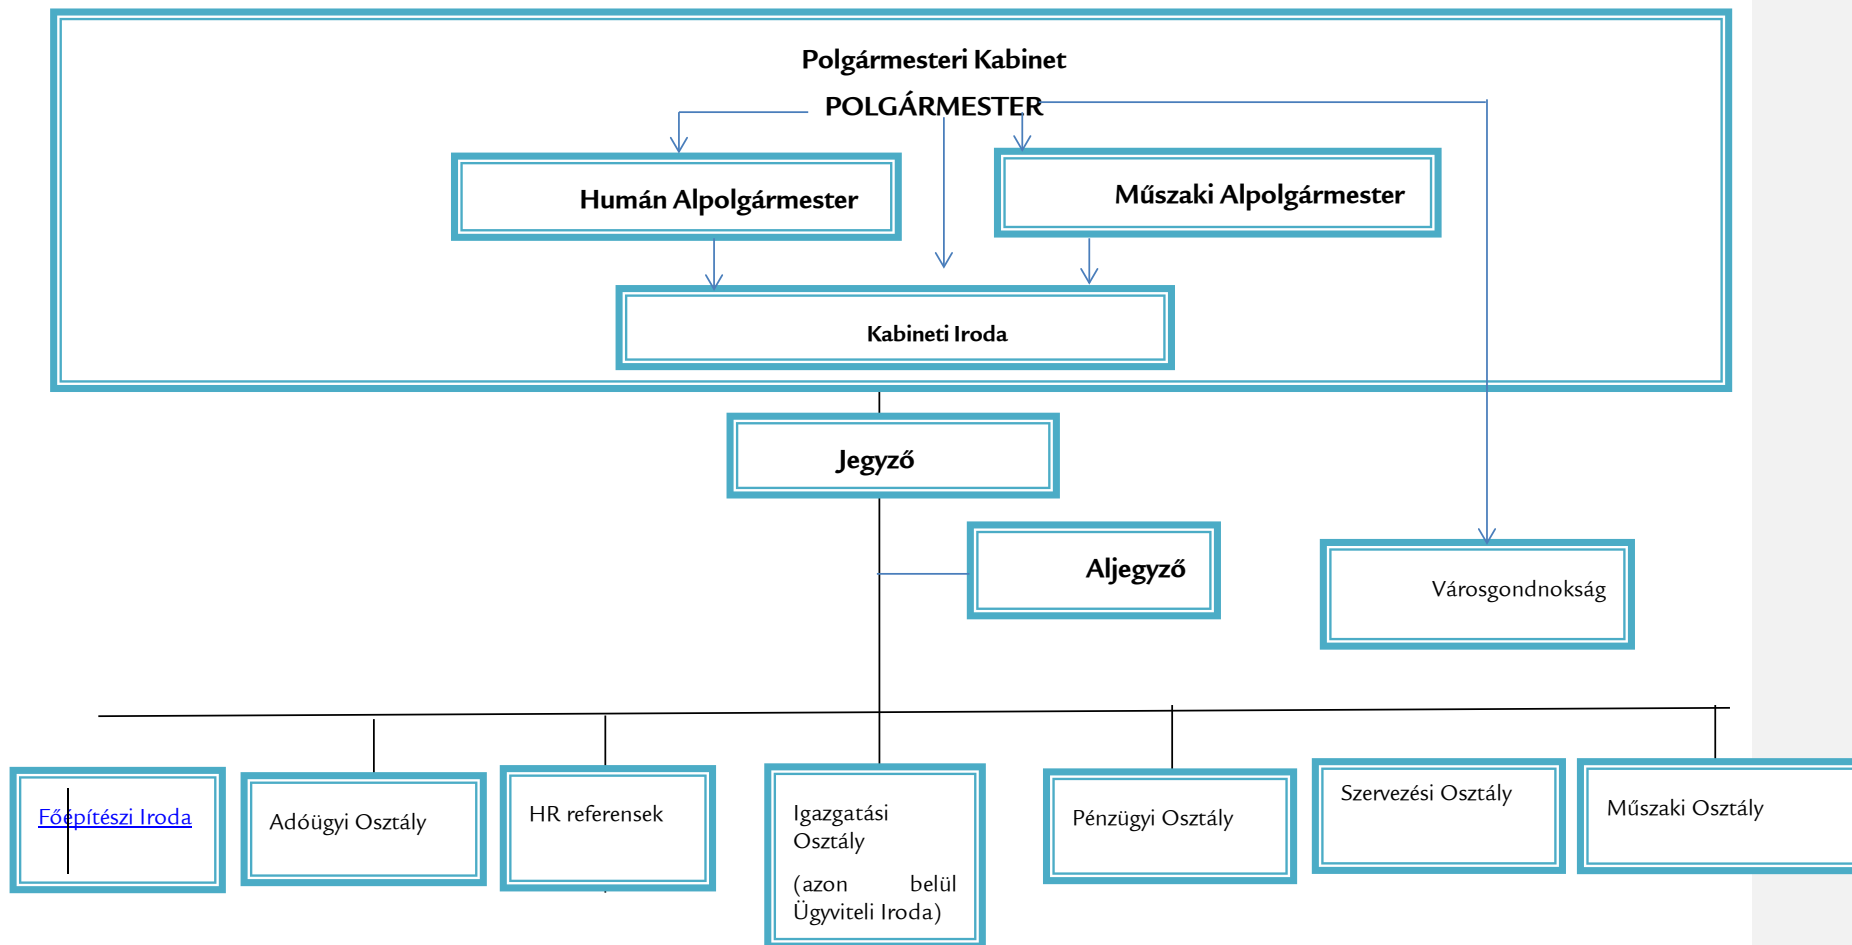 Polgármesteri Kabinet
POLGÁRMESTER
Humán Alpolgármester
Műszaki Alpolgármester
Kabineti Iroda
Jegyző
Aljegyző
Városgondnokság
Főépítészi Iroda
Adóügyi Osztály
HR referensek
Igazgatási
Osztály
(azon belül
Ügyviteli Iroda)
Pénzügyi Osztály
Szervezési Osztály
Műszaki Osztály